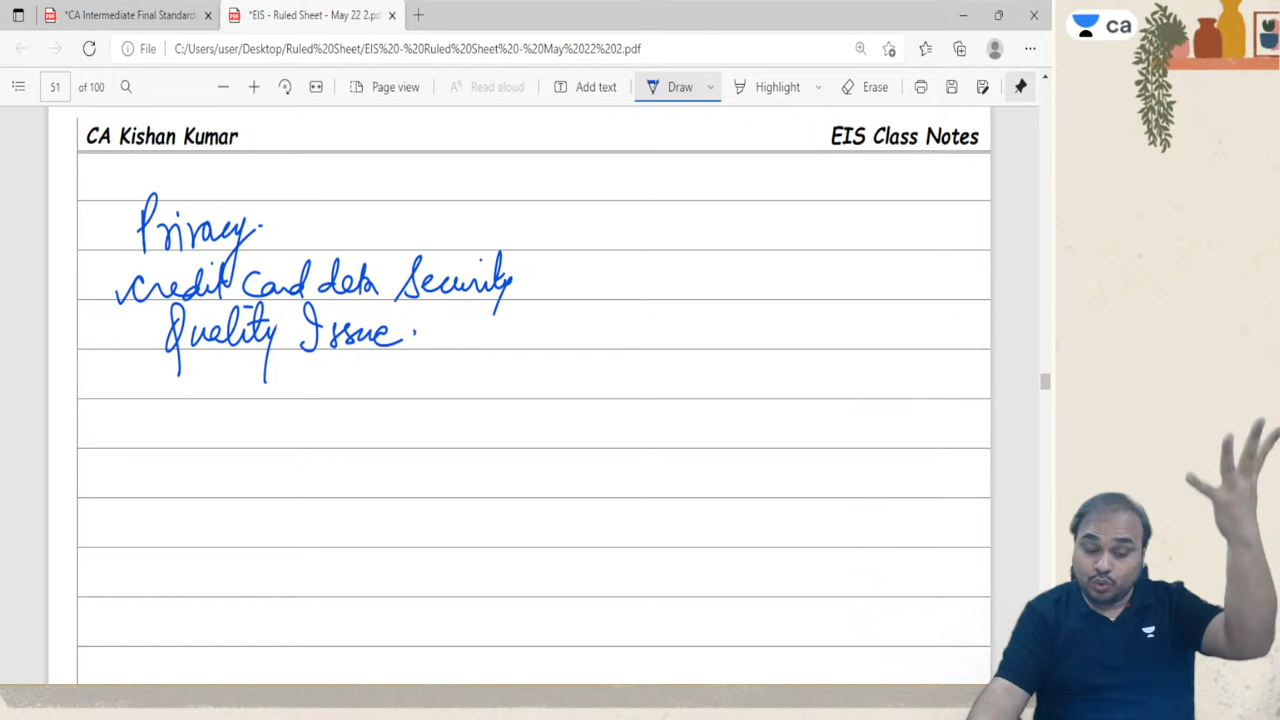 *CA Intermediate Final Standard
*EIS - Ruled Sheet - May 22 2.pd
File
C:/Users/user/Desktop/Ruled%20Sheet/EIS%20-%20Ruled%20Sheet%20-%20May%2022%202.pdf
51 of 100
Page view
Read aloud
Add text
Draw
Highlight
Erase
CA Kishan Kumar
EIS Class Notes
Privacy.
Credit Card data Security
Quality Issue.
ca